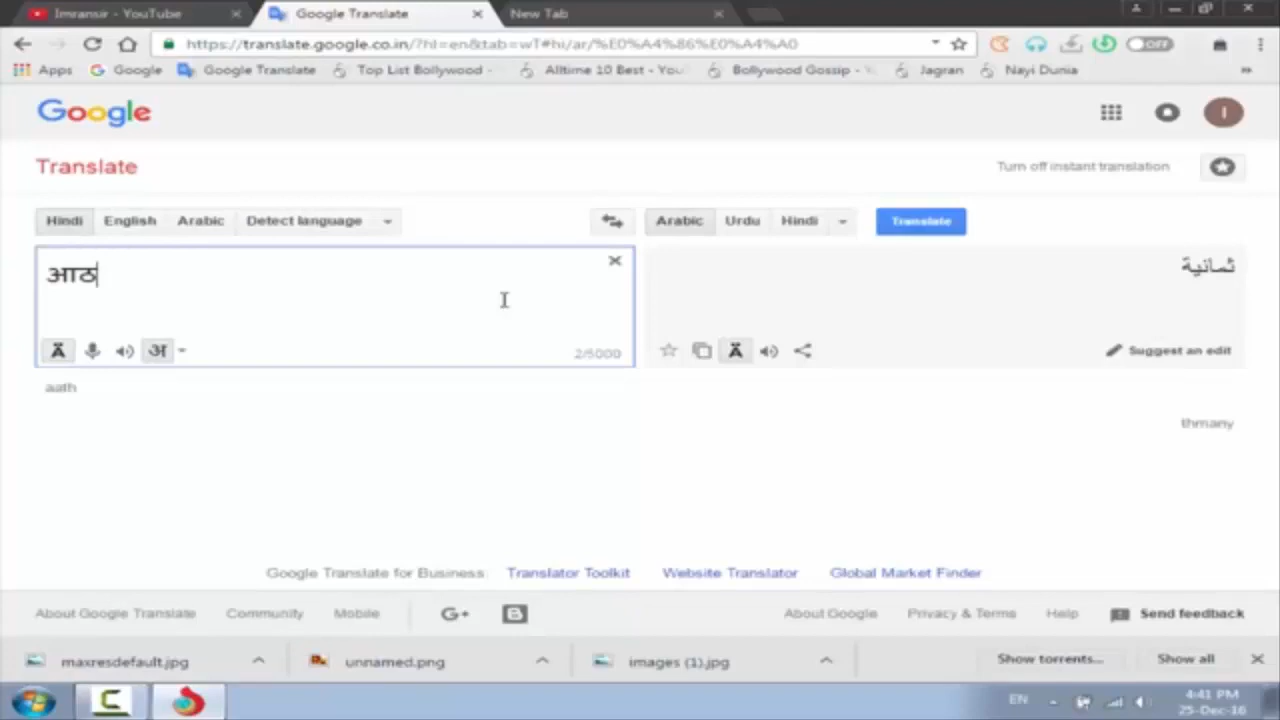 Imransir - YouTube
Google Translate
New Tab
https://translate.google.co.in/?hl=en&tab=wT#hi/ar/%E0%A4%86%E0%A4%A0
OFF
Apps
Google
Google Translate
Top List Bollywood -
Alltime 10 Best - You
Bollywood Gossip - Y
Jagran
Nayi Dunia
Google
I
Translate
Turn off instant translation
Hindi
English
Arabic
Detect language
Arabic
Urdu
Hindi
Translate
आठ
ثمانية
Ä
अ
2/5000
Ä
Suggest an edit
aath
thmany
Google Translate for Business:
Translator Toolkit
Website Translator
Global Market Finder
About Google Translate
Community
Mobile
G+
B
About Google
Privacy & Terms
Help
Send feedback
maxresdefault.jpg
unnamed.png
images (1).jpg
Show torrents...
Show all
C
EN
4:41 PM
25-Dec-16